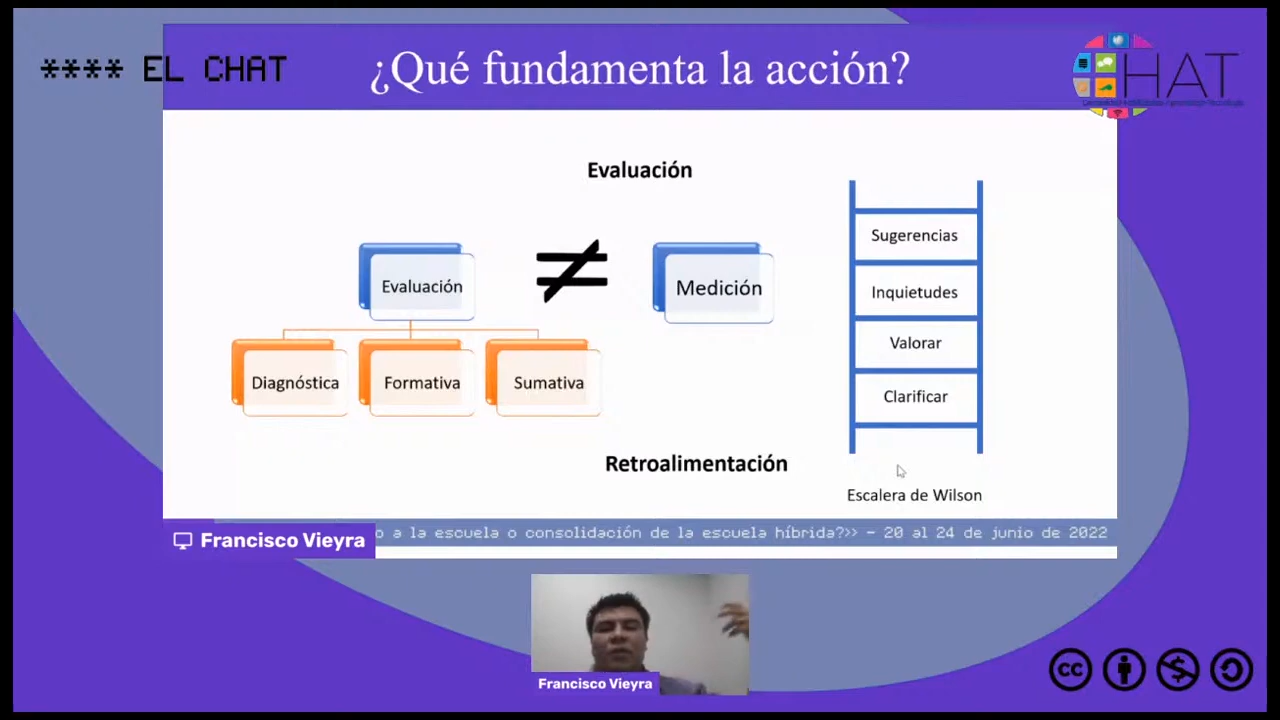 **** EL CHAT
¿Qué fundamenta la acción?
HAT
Evaluación
Evaluación
≠
Medición
Diagnóstica
Formativa
Sumativa
Sugerencias
Inquietudes
Valorar
Clarificar
Retroalimentación
Escalera de Wilson
o a la escuela o consolidación de la escuela híbrida?>> - 20 al 24 de junio de 2022
Francisco Vieyra
Francisco Vieyra
cc